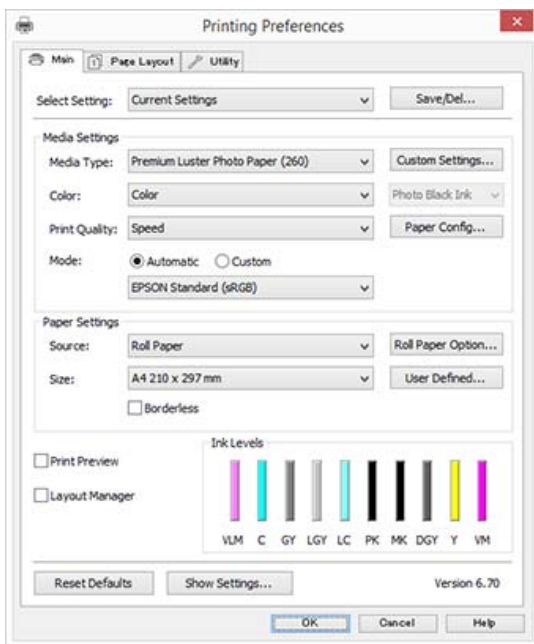 Printing Preferences
Main Page Layout Utility
Select Setting: Current Settings Save/Del...
Media Settings
Media Type: Premium Luster Photo Paper (260) Custom Settings...
Color: Color Photo Black Ink
Print Quality: Speed Paper Config...
Mode: Automatic Custom
EPSON Standard (sRGB)
Paper Settings
Source: Roll Paper Roll Paper Option...
Size: A4 210 x 297 mm User Defined...
Borderless
Ink Levels
Print Preview
Layout Manager
VLM C GY LGY LC PK MK DGY Y VM
Reset Defaults Show Settings... Version 6.70
OK Cancel Help